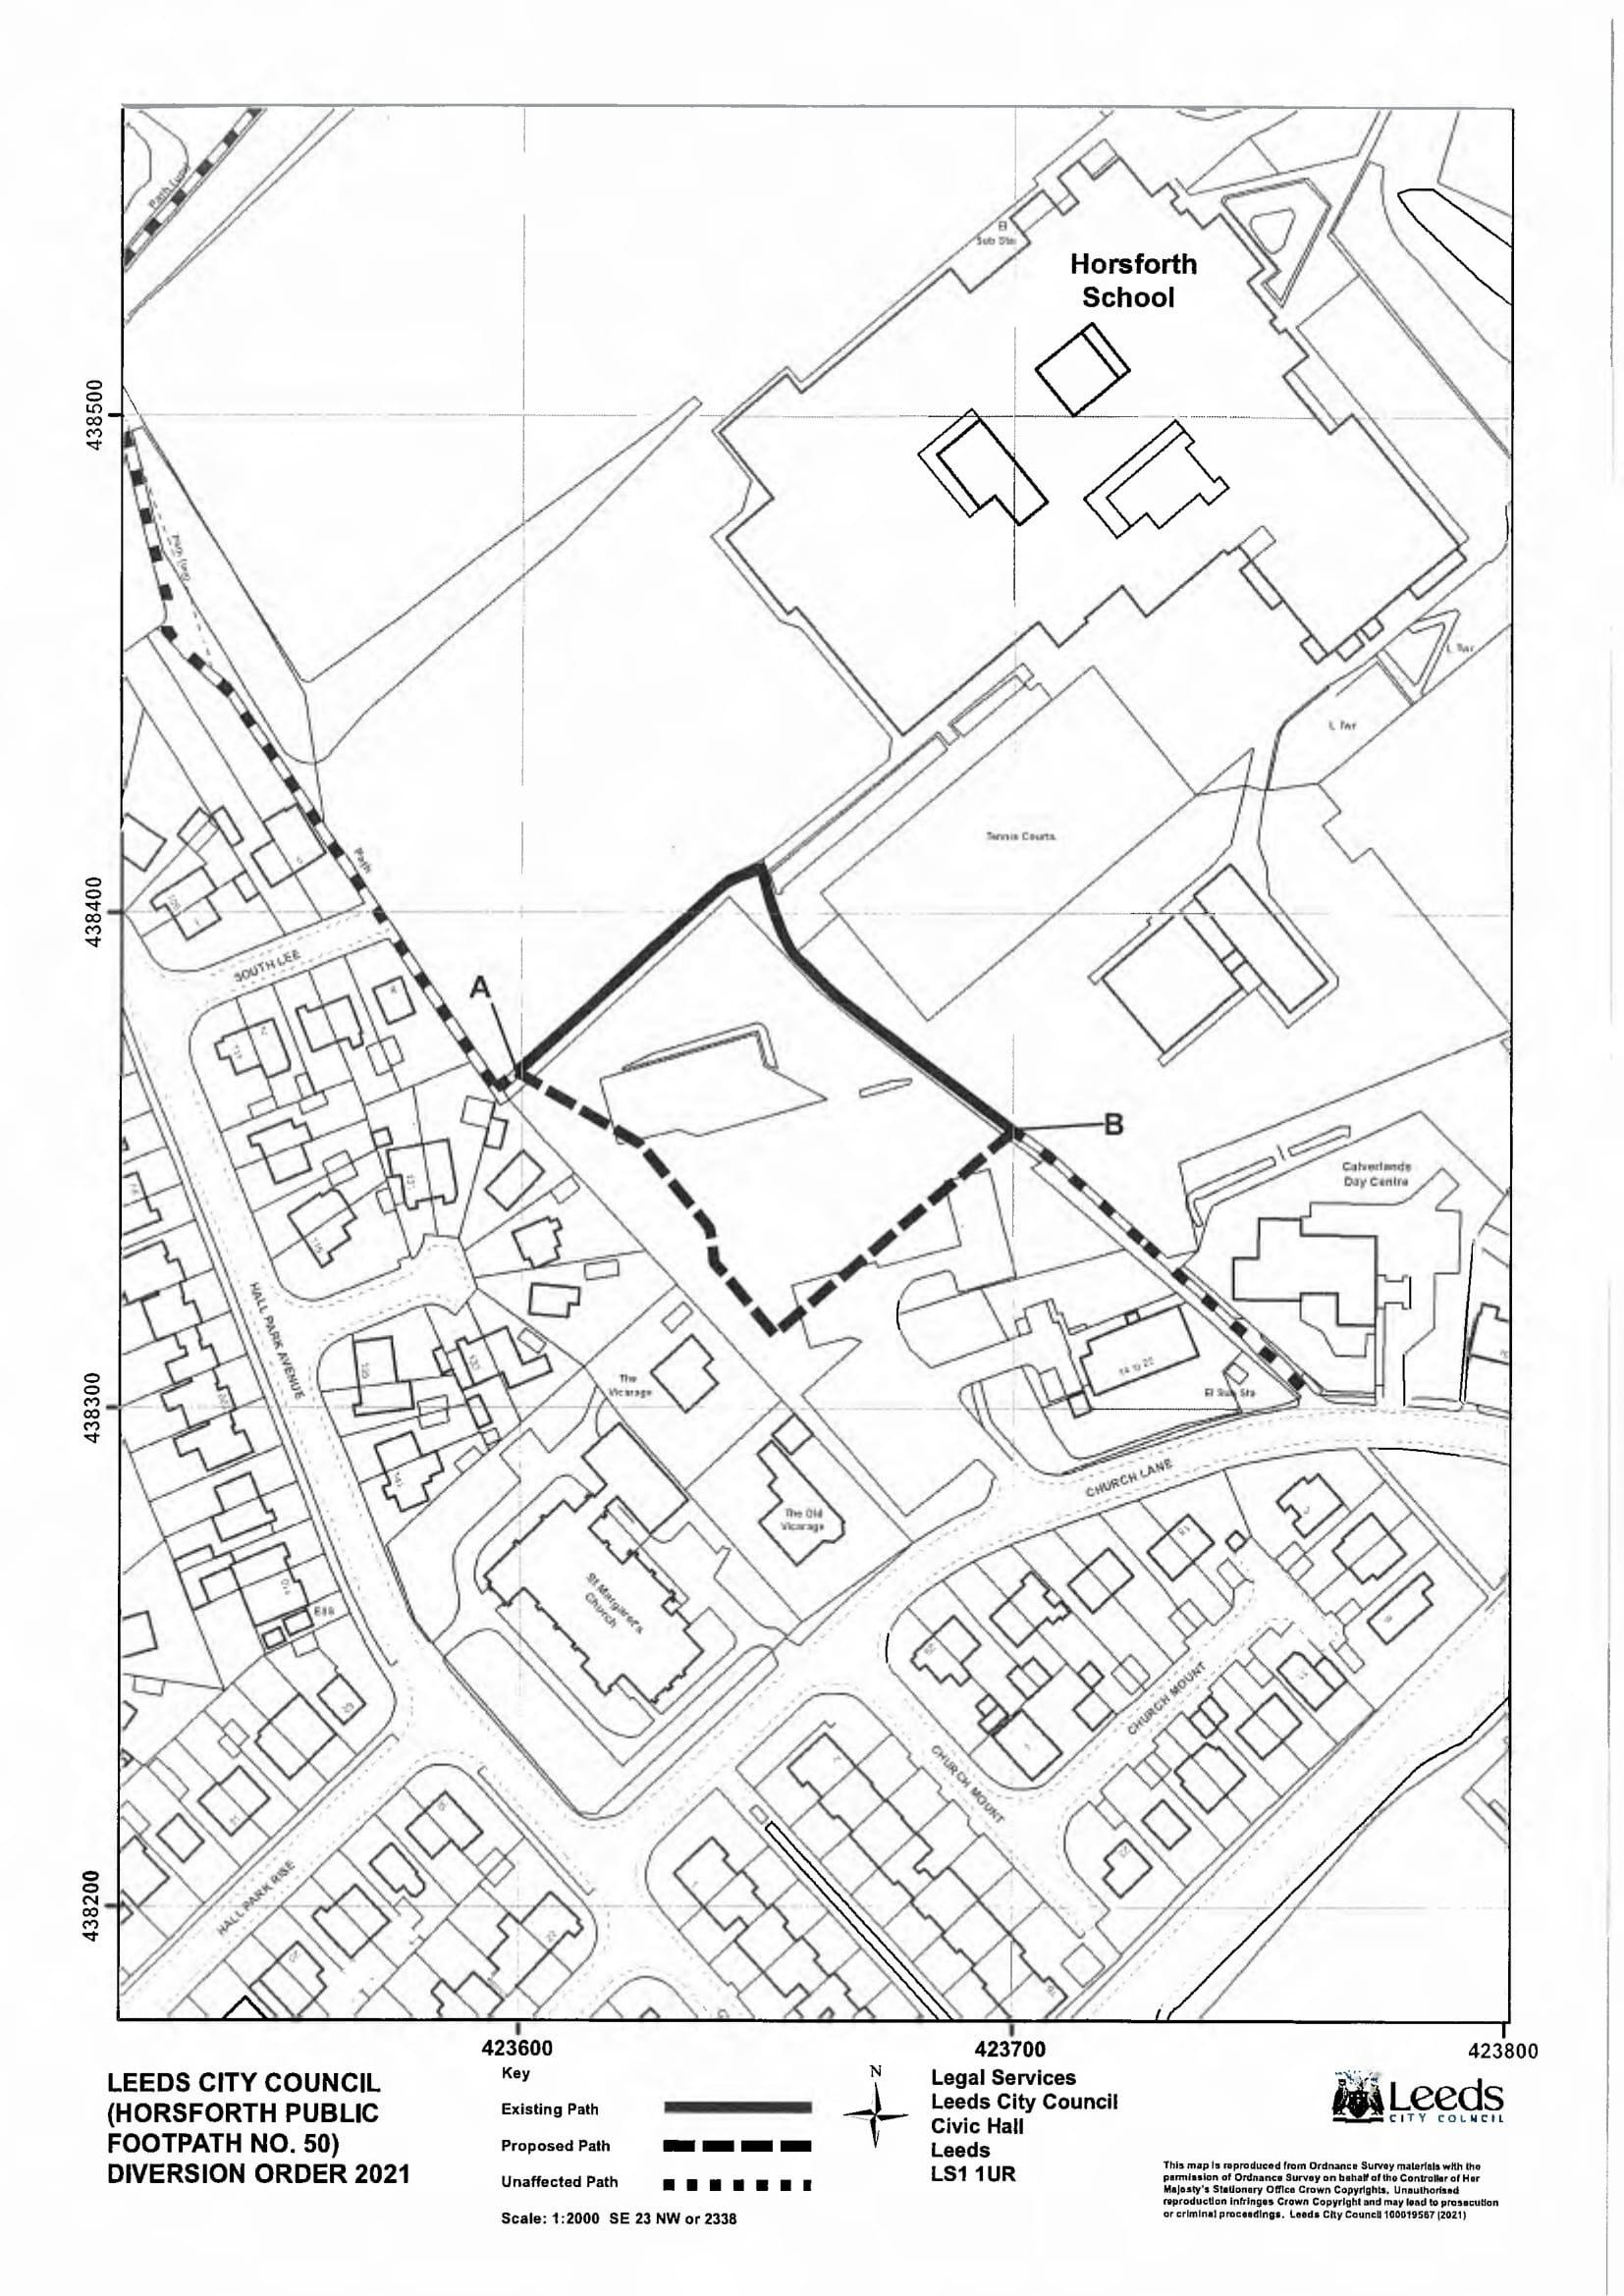 Path (um)
El
Sub Sta
Horsforth
School
438500
Path (um)
L Twr
L Twr
Path
Tennis Courts
438400
SOUTH LEE
A
B
Calverlands
Day Centre
HALL PARK AVENUE
The
Vicarage
14 to 22
El Sub Sta
438300
CHURCH LANE
The Old
Vicarage
St Margaret's
Church
ESS
CHURCH MOUNT
CHURCH MOUNT
HALL PARK RISE
438200
423600
423700
423800
LEEDS CITY COUNCIL
(HORSFORTH PUBLIC
FOOTPATH NO. 50)
DIVERSION ORDER 2021
Key
Existing Path
Proposed Path
Unaffected Path
Scale: 1:2000 SE 23 NW or 2338
N
Legal Services
Leeds City Council
Civic Hall
Leeds
LS1 1UR
Leeds
CITY COUNCIL
This map is reproduced from Ordnance Survey materials with the
permission of Ordnance Survey on behalf of the Controller of Her
Majesty's Stationery Office Crown Copyrights. Unauthorised
reproduction infringes Crown Copyright and may lead to prosecution
or criminal proceedings. Leeds City Council 100019567 (2021)